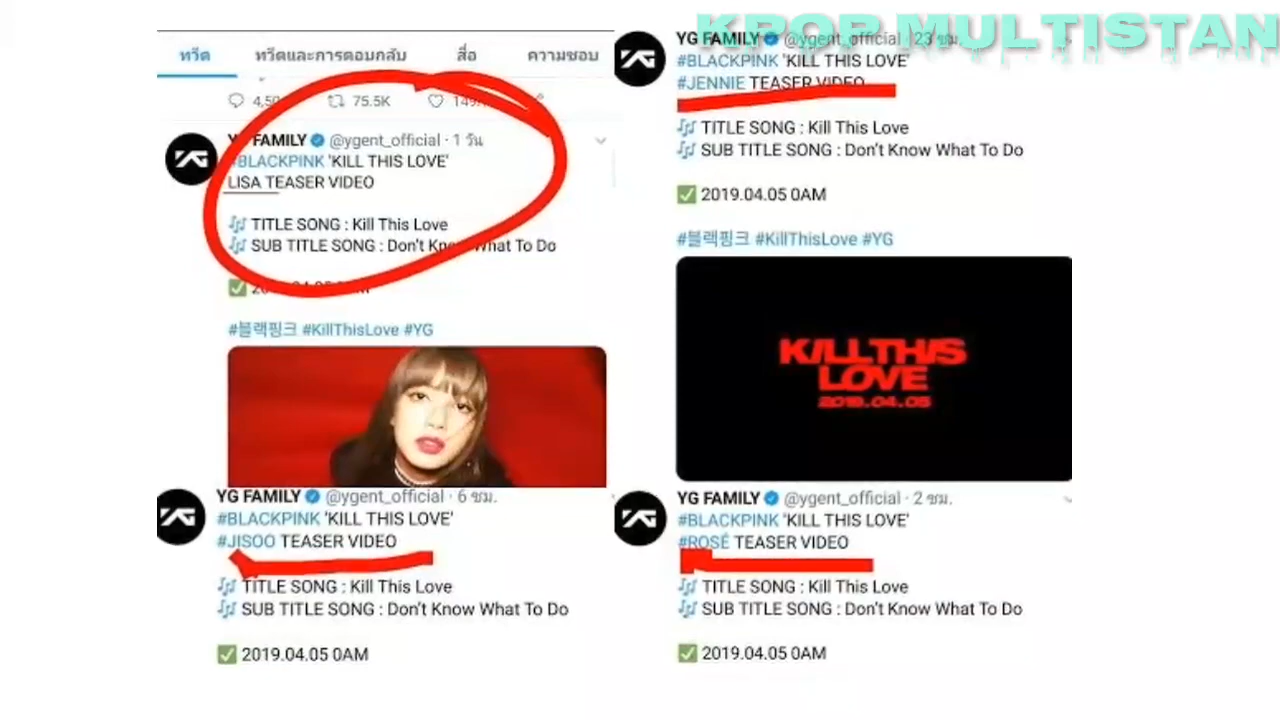 KPOP MULTISTAN
ทวีต ทวีตและการตอบกลับ สื่อ ความชอบ
75.5K
YG FAMILY @ygent_official · 1 วัน
#BLACKPINK 'KILL THIS LOVE'
LISA TEASER VIDEO
TITLE SONG : Kill This Love
SUB TITLE SONG : Don't Know What To Do
#블랙핑크 #KillThisLove #YG
YG FAMILY @ygent_official · 23 ชม.
#BLACKPINK 'KILL THIS LOVE'
#JENNIE TEASER VIDEO
TITLE SONG : Kill This Love
SUB TITLE SONG : Don't Know What To Do
✅ 2019.04.05 0AM
#블랙핑크 #KillThisLove #YG
KILL THIS
LOVE
2019.04.05
YG FAMILY @ygent_official · 6 ชม.
#BLACKPINK 'KILL THIS LOVE'
#JISOO TEASER VIDEO
TITLE SONG : Kill This Love
SUB TITLE SONG : Don't Know What To Do
✅ 2019.04.05 0AM
YG FAMILY @ygent_official · 2 ชม.
#BLACKPINK 'KILL THIS LOVE'
#ROSÉ TEASER VIDEO
TITLE SONG : Kill This Love
SUB TITLE SONG : Don't Know What To Do
✅ 2019.04.05 0AM